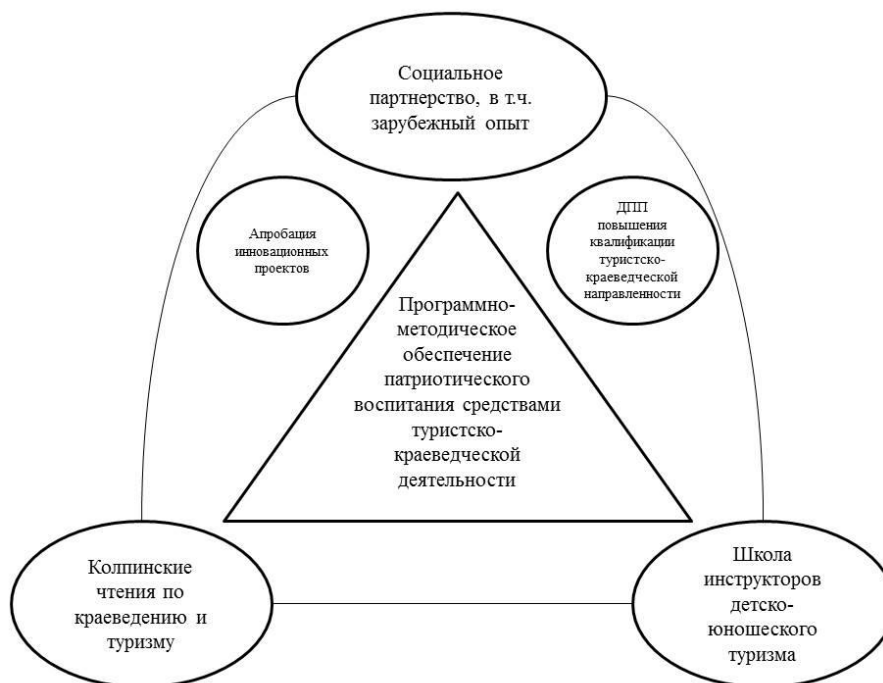 Социальное
партнерство, в т.ч.
зарубежный опыт
Апробация
инновационных
проектов
ДПП
повышения
квалификации
туристско-
краеведческой
направленности
Программно-
методическое
обеспечение
патриотического
воспитания средствами
туристско-
краеведческой
деятельности
Колпинские
чтения по
краеведению и
туризму
Школа
инструкторов
детско-
юношеского
туризма